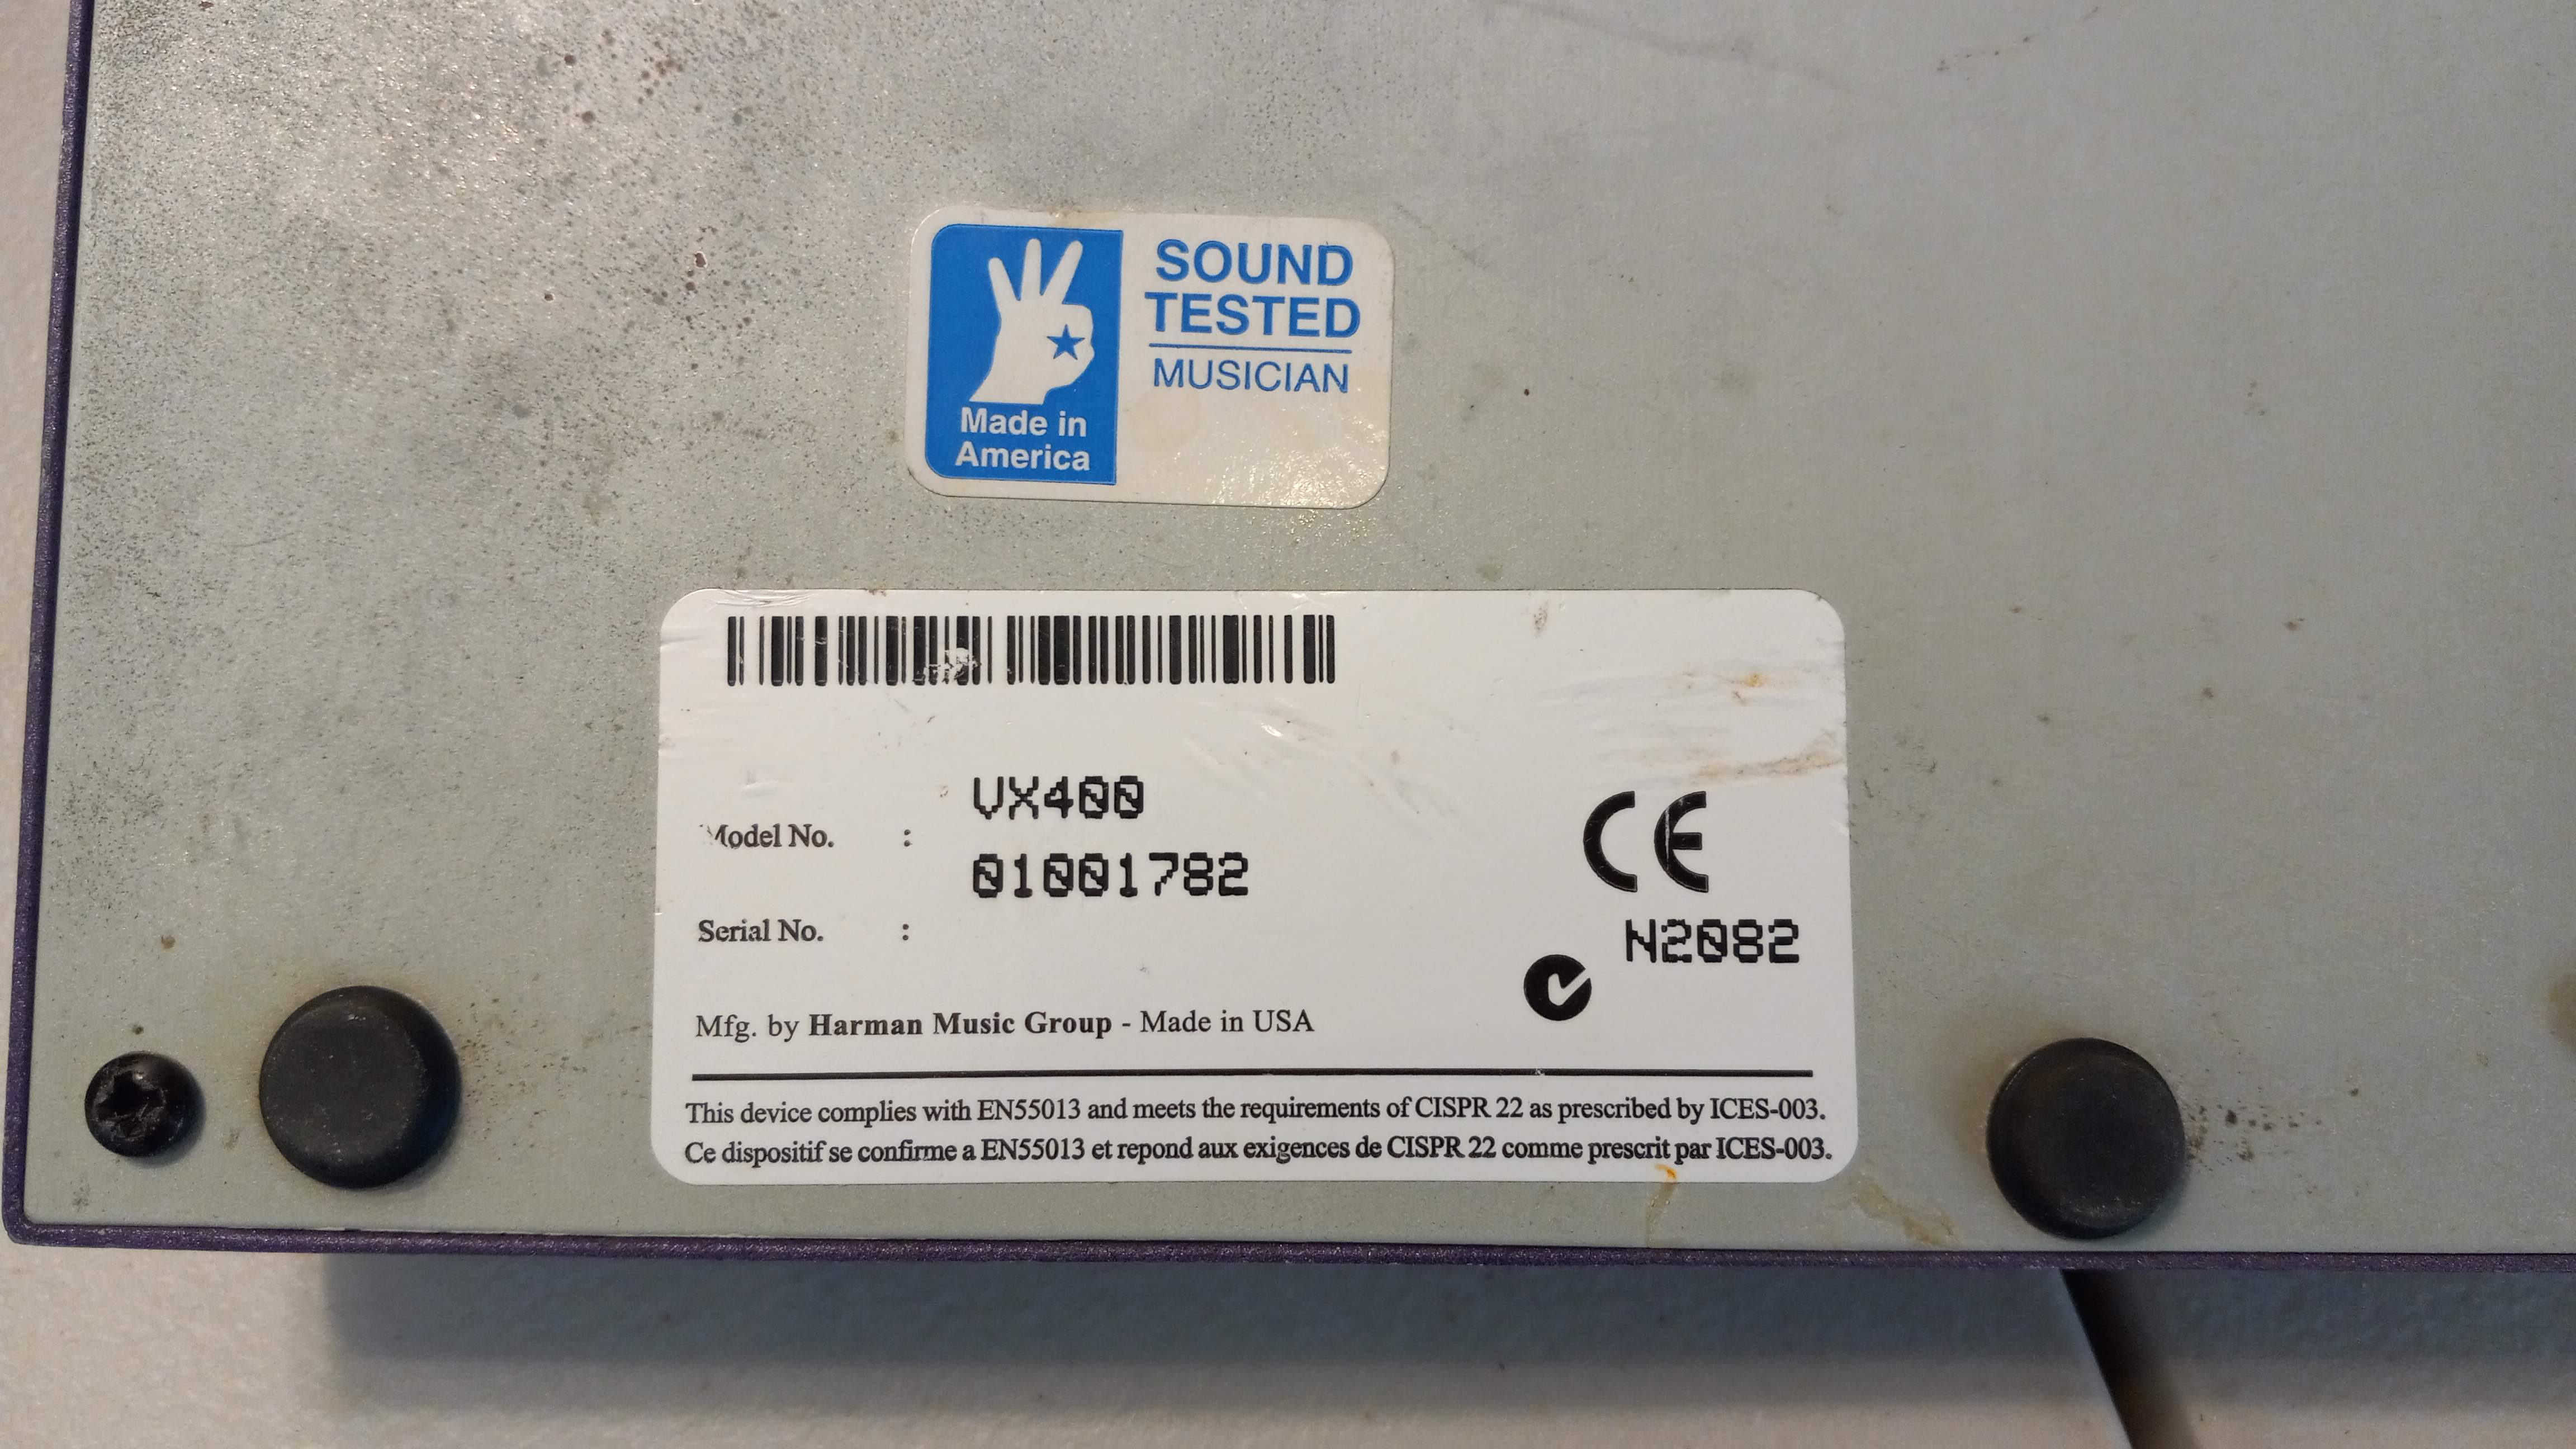 SOUND
TESTED
MUSICIAN
Made in
America
VX400
Model No. :
01001782
Serial No. :
CE
N2082
Mfg. by Harman Music Group - Made in USA
This device complies with EN55013 and meets the requirements of CISPR 22 as prescribed by ICES-003.
Ce dispositif se confirme a EN55013 et repond aux exigences de CISPR 22 comme prescrit par ICES-003.